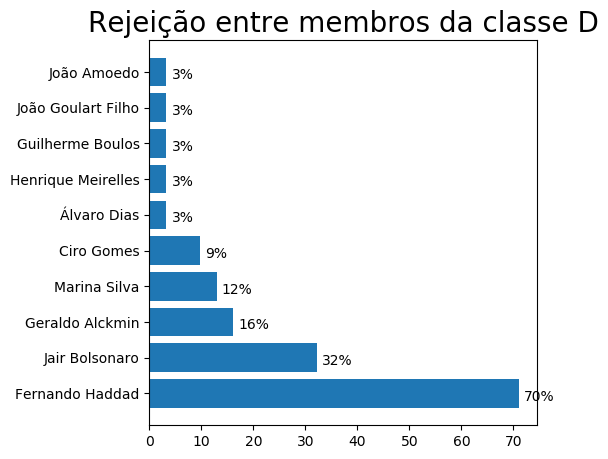 Rejeição entre membros da classe D
João Amoedo 3%
João Goulart Filho 3%
Guilherme Boulos 3%
Henrique Meirelles 3%
Álvaro Dias 3%
Ciro Gomes 9%
Marina Silva 12%
Geraldo Alckmin 16%
Jair Bolsonaro 32%
Fernando Haddad 70%
0 10 20 30 40 50 60 70